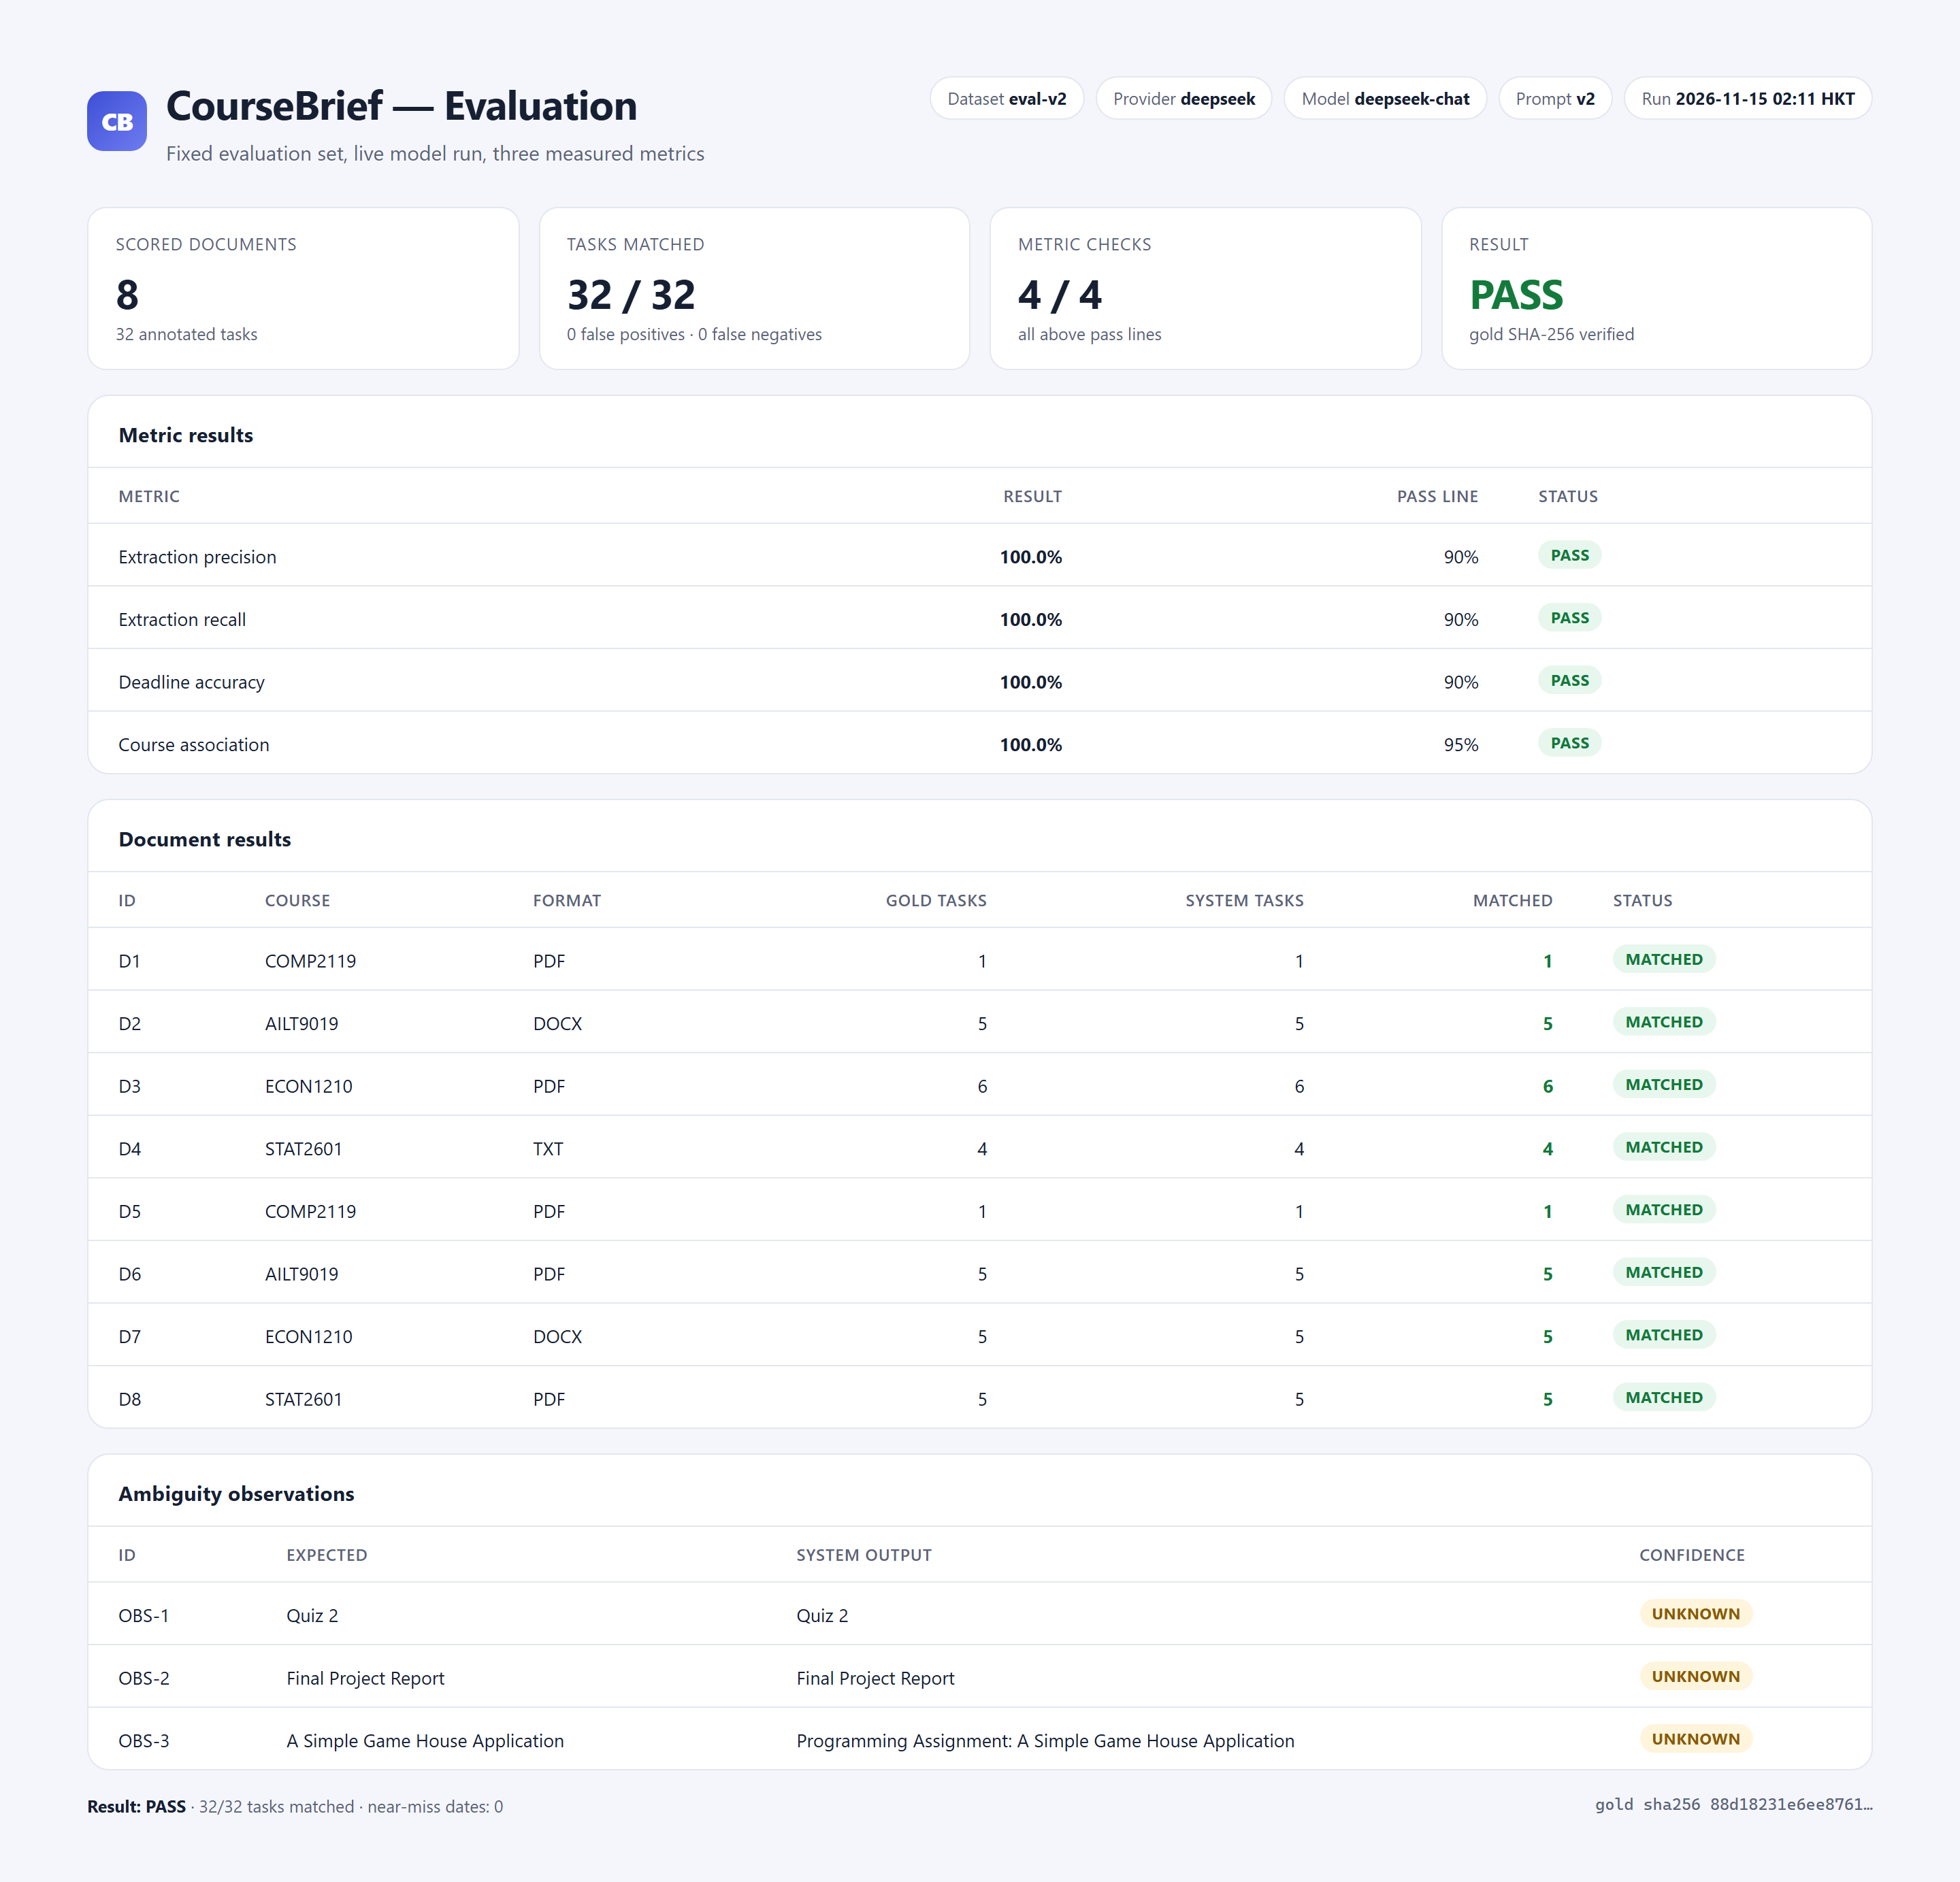 CB
CourseBrief — Evaluation
Fixed evaluation set, live model run, three measured metrics
Dataset eval-v2
Provider deepseek
Model deepseek-chat
Prompt v2
Run 2026-11-15 02:11 HKT
SCORED DOCUMENTS
8
32 annotated tasks
TASKS MATCHED
32 / 32
0 false positives · 0 false negatives
METRIC CHECKS
4 / 4
all above pass lines
RESULT
PASS
gold SHA-256 verified
Metric results
METRIC RESULT PASS LINE STATUS
Extraction precision 100.0% 90% PASS
Extraction recall 100.0% 90% PASS
Deadline accuracy 100.0% 90% PASS
Course association 100.0% 95% PASS
Document results
ID COURSE FORMAT GOLD TASKS SYSTEM TASKS MATCHED STATUS
D1 COMP2119 PDF 1 1 1 MATCHED
D2 AILT9019 DOCX 5 5 5 MATCHED
D3 ECON1210 PDF 6 6 6 MATCHED
D4 STAT2601 TXT 4 4 4 MATCHED
D5 COMP2119 PDF 1 1 1 MATCHED
D6 AILT9019 PDF 5 5 5 MATCHED
D7 ECON1210 DOCX 5 5 5 MATCHED
D8 STAT2601 PDF 5 5 5 MATCHED
Ambiguity observations
ID EXPECTED SYSTEM OUTPUT CONFIDENCE
OBS-1 Quiz 2 Quiz 2 UNKNOWN
OBS-2 Final Project Report Final Project Report UNKNOWN
OBS-3 A Simple Game House Application Programming Assignment: A Simple Game House Application UNKNOWN
Result: PASS · 32/32 tasks matched · near-miss dates: 0
gold sha256 88d18231e6ee8761…